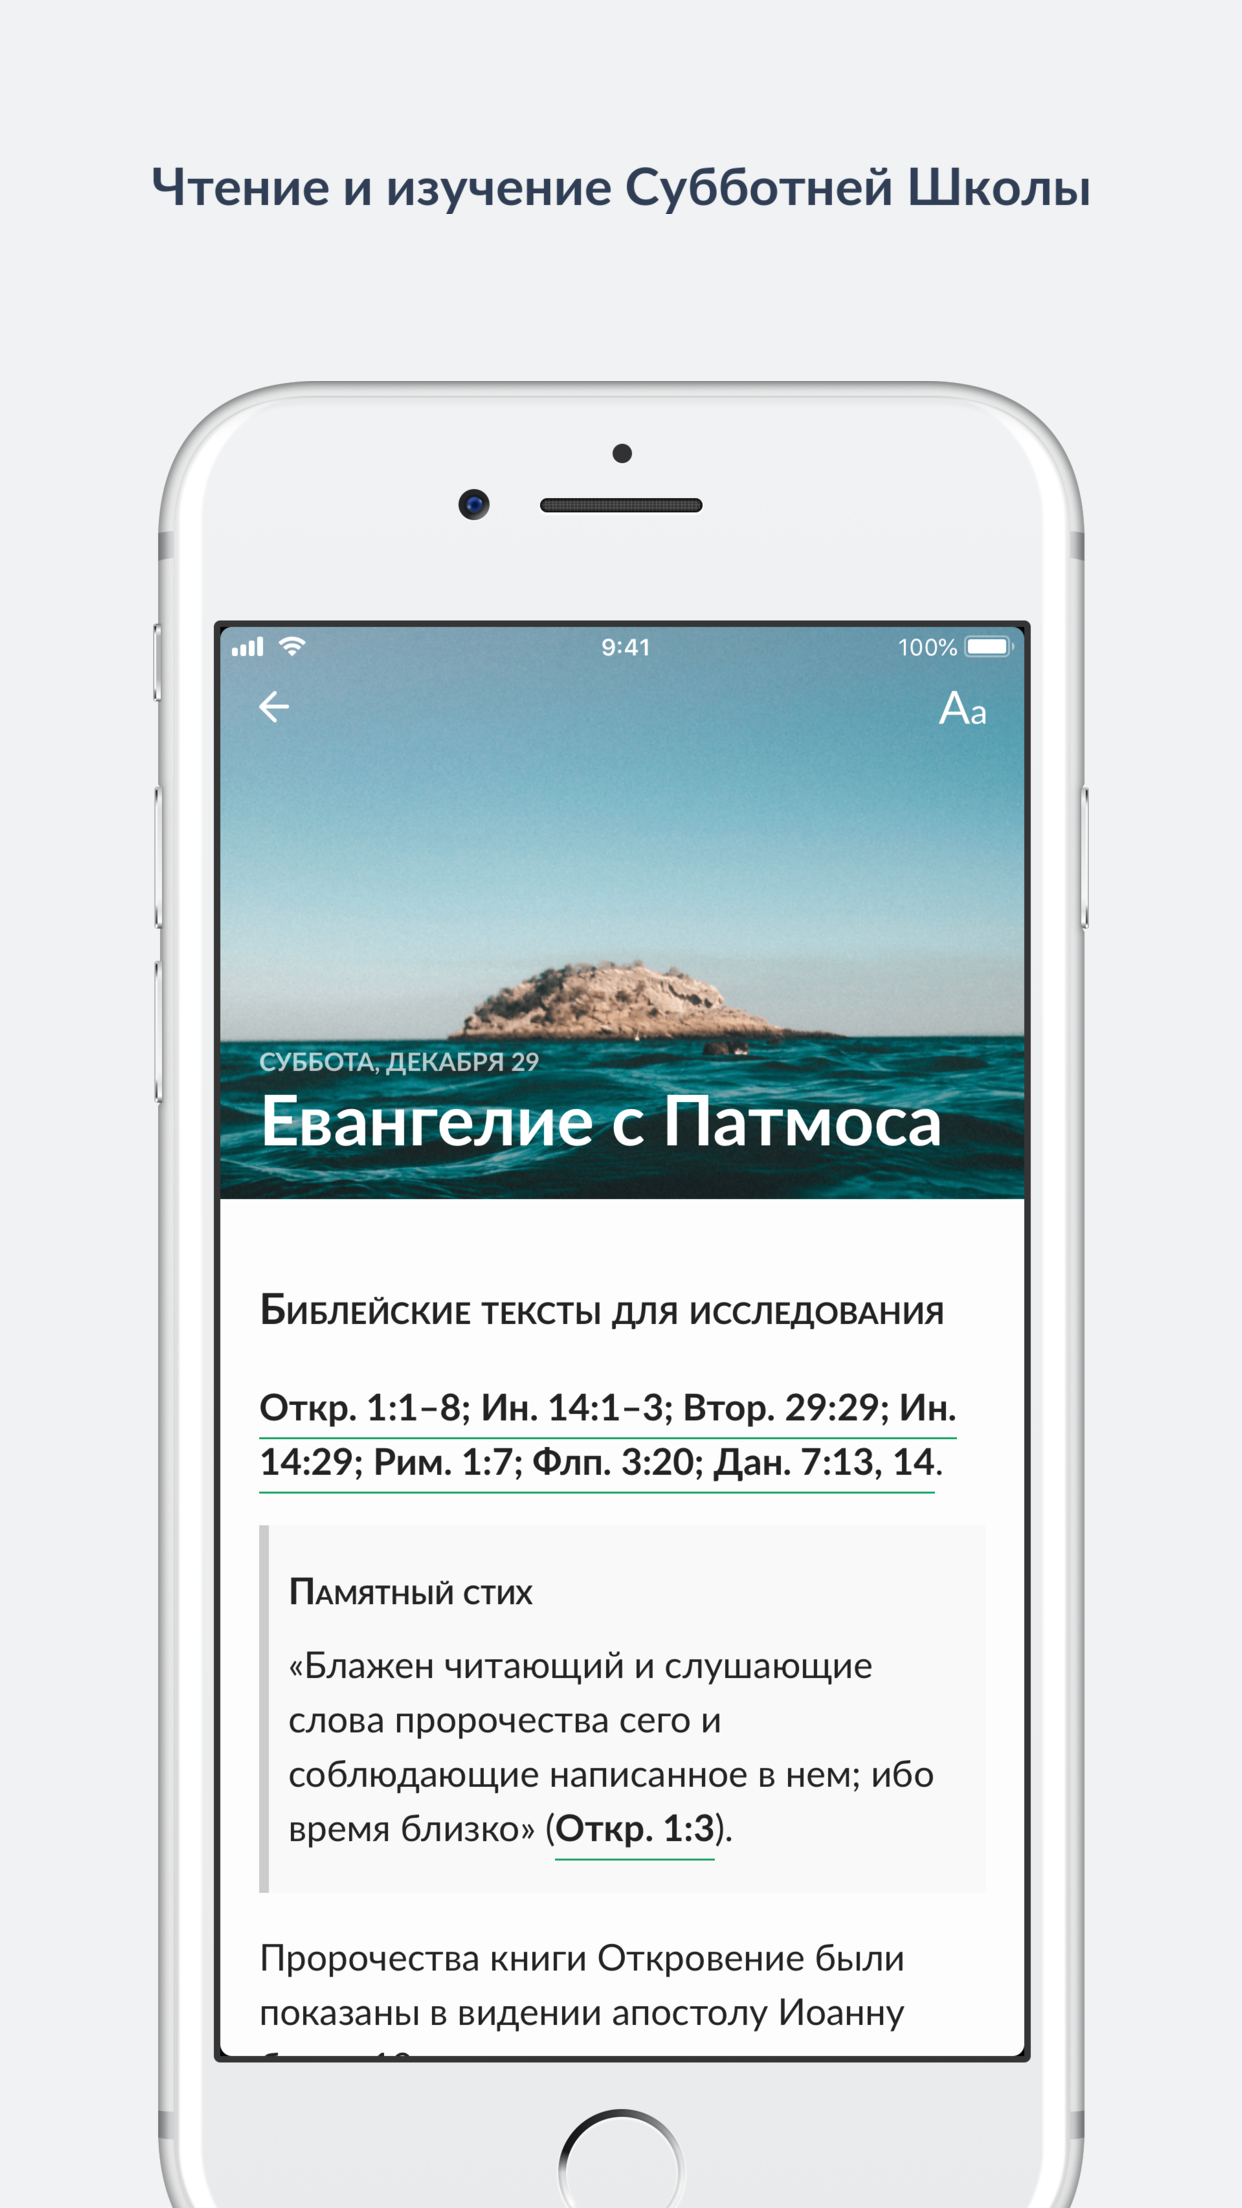 Чтение и изучение Субботней Школы
9:41
100%
Aa
СУББОТА, ДЕКАБРЯ 29
Евангелие с Патмоса
Библейские тексты для исследования
Откр. 1:1–8; Ин. 14:1–3; Втор. 29:29; Ин.
14:29; Рим. 1:7; Флп. 3:20; Дан. 7:13, 14.
Памятный стих
«Блажен читающий и слушающие
слова пророчества сего и
соблюдающие написанное в нем; ибо
время близко» (Откр. 1:3).
Пророчества книги Откровение были
показаны в видении апостолу Иоанну